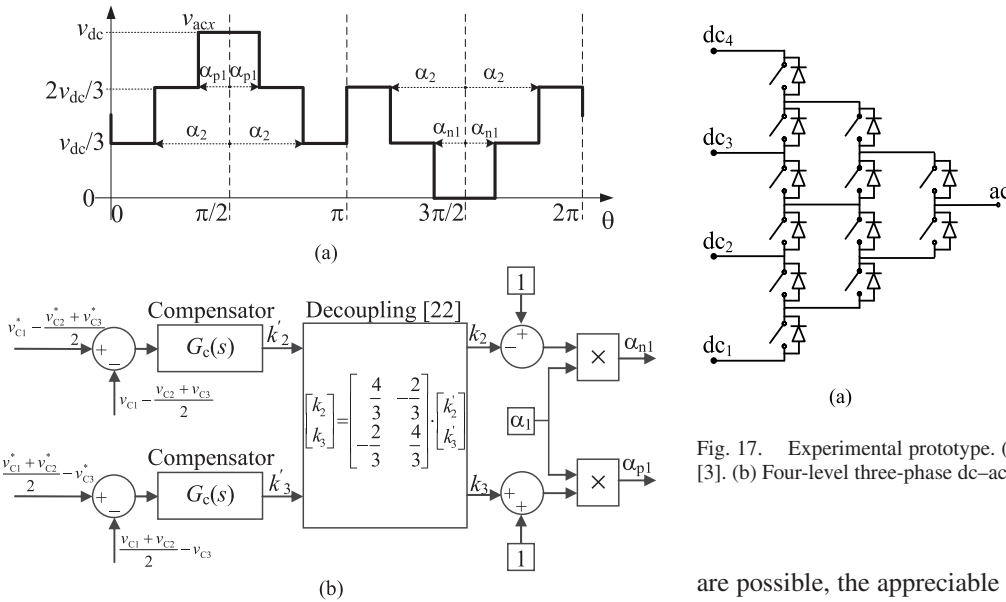 v_dc
v_acx
2v_dc/3
v_dc/3
0
α_p1 α_p1
α_2 α_2
α_2 α_2
α_n1 α_n1
0 π/2 π 3π/2 2π θ
(a)
v*_C1 − (v*_C2 + v*_C3)/2
+
−
v_C1 − (v_C2 + v_C3)/2
Compensator
G_c(s)
k'_2
Decoupling [22]
[k_2; k_3] = [4/3 −2/3; −2/3 4/3] · [k'_2; k'_3]
k_2
1
+
−
×
α_n1
α_1
(v*_C1 + v*_C2)/2 − v*_C3
+
−
(v_C1 + v_C2)/2 − v_C3
Compensator
G_c(s)
k'_3
k_3
+
+
1
×
α_p1
(b)
dc_4
dc_3
dc_2
dc_1
ac
(a)
Fig. 17. Experimental prototype. (
[3]. (b) Four-level three-phase dc–ac
are possible, the appreciable